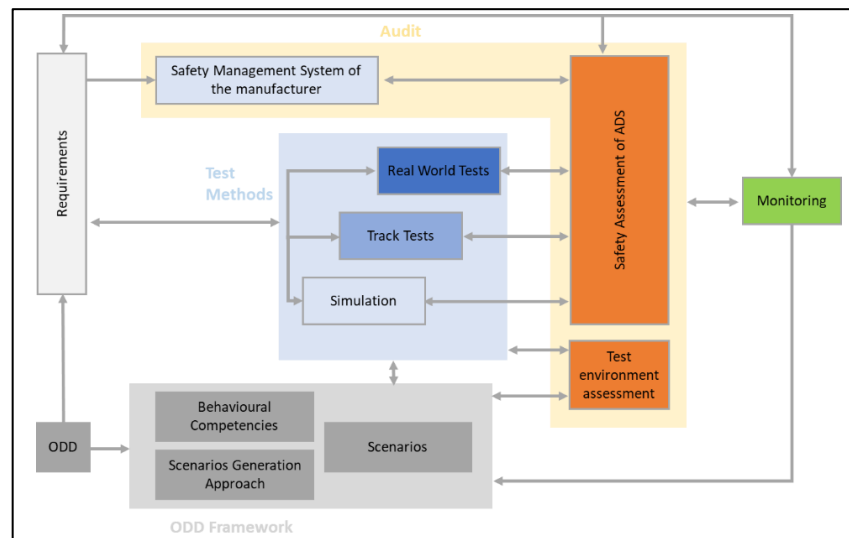 Audit
Safety Management System of
the manufacturer
Requirements
Test
Methods
Real World Tests
Track Tests
Simulation
Safety Assessment of ADS
Monitoring
Test
environment
assessment
ODD
Behavioural
Competencies
Scenarios Generation
Approach
Scenarios
ODD Framework